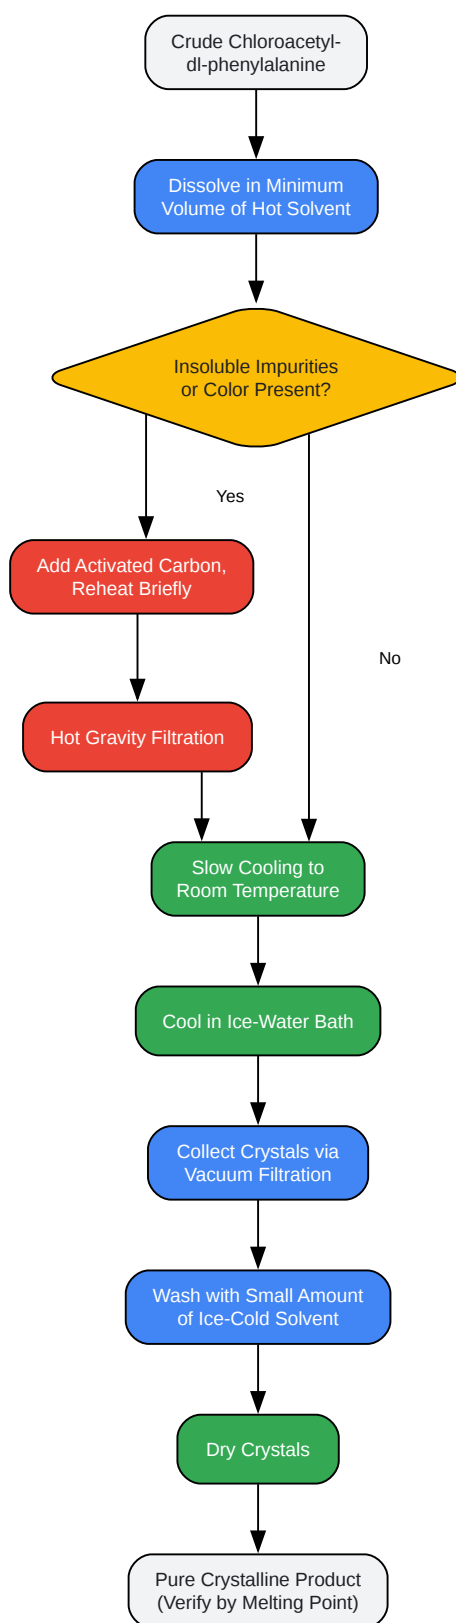 Crude Chloroacetyl-
dl-phenylalanine
Dissolve in Minimum
Volume of Hot Solvent
Insoluble Impurities
or Color Present?
Yes
Add Activated Carbon,
Reheat Briefly
No
Hot Gravity Filtration
Slow Cooling to
Room Temperature
Cool in Ice-Water Bath
Collect Crystals via
Vacuum Filtration
Wash with Small Amount
of Ice-Cold Solvent
Dry Crystals
Pure Crystalline Product
(Verify by Melting Point)